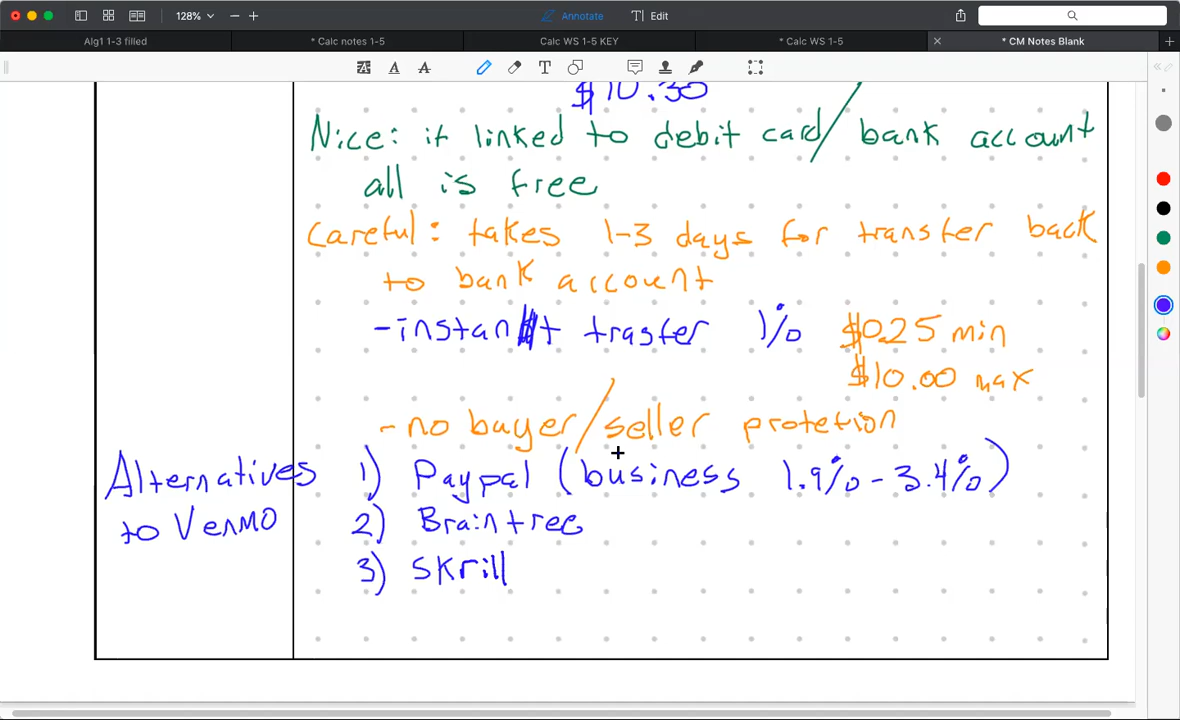 128%
Annotate
Edit
Alg1 1-3 filled
* Calc notes 1-5
Calc WS 1-5 KEY
* Calc WS 1-5
* CM Notes Blank
$10.30
Nice: if linked to debit card/bank account
all is free
Careful: takes 1-3 days for transfer back
to bank account
-instant trasfer 1% $0.25 min
$10.00 max
- no buyer/seller protetion
Alternatives 1) Paypal (business 1.9% - 3.4%)
to Venmo 2) Braintree
3) Skrill